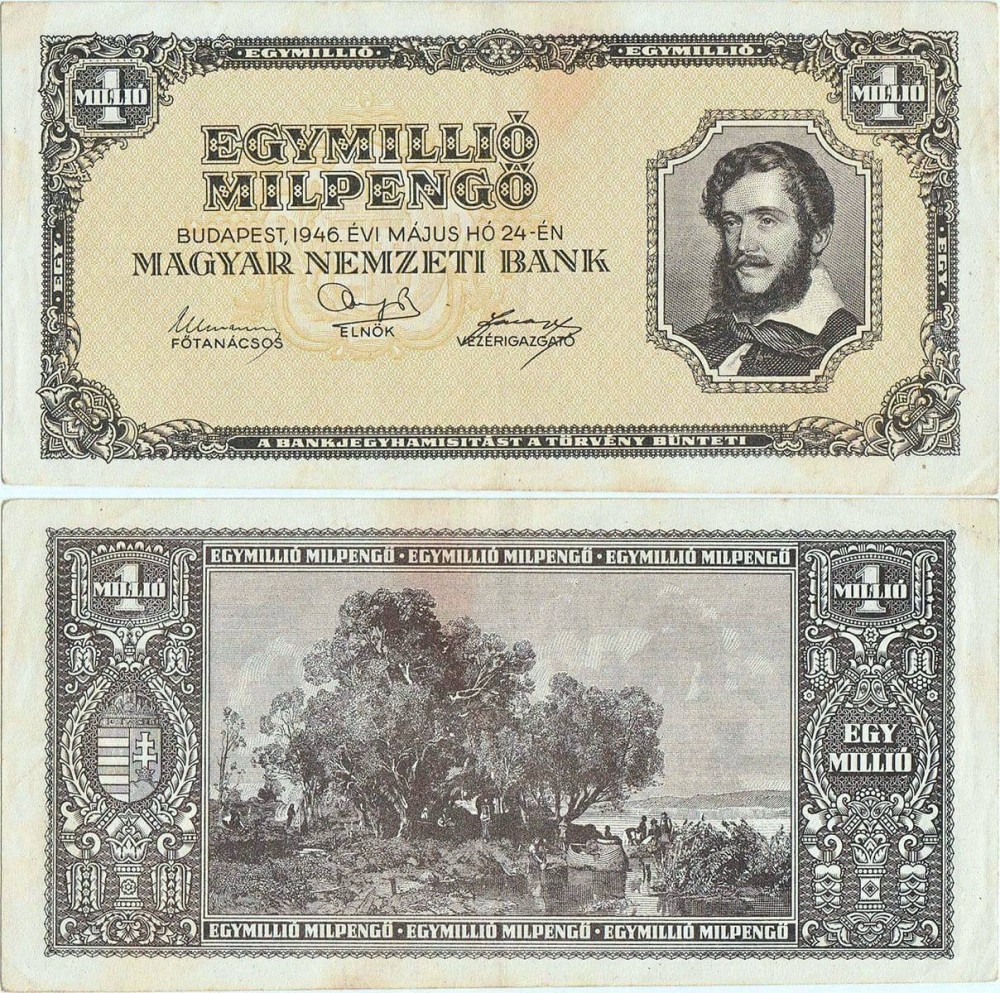 · EGYMILLIÓ · · EGYMILLIÓ ·
1 MILLIÓ
1 MILLIÓ
EGYMILLIÓ
MILPENGŐ
BUDAPEST, 1946. ÉVI MÁJUS HÓ 24-ÉN
MAGYAR NEMZETI BANK
FŐTANÁCSOS ELNÖK VEZÉRIGAZGATÓ
· EGY ·
· EGY ·
A BANKJEGYHAMISITÁST A TÖRVÉNY BÜNTETI
EGYMILLIÓ MILPENGŐ · EGYMILLIÓ MILPENGŐ · EGYMILLIÓ MILPENGŐ
1 MILLIÓ
1 MILLIÓ
EGY
MILLIÓ
EGYMILLIÓ MILPENGŐ · EGYMILLIÓ MILPENGŐ · EGYMILLIÓ MILPENGŐ